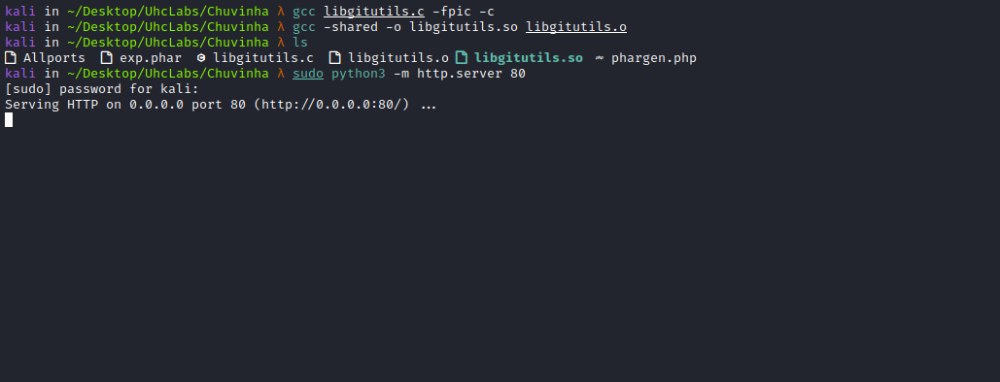 kali in ~/Desktop/UhcLabs/Chuvinha λ gcc libgitutils.c -fpic -c
kali in ~/Desktop/UhcLabs/Chuvinha λ gcc -shared -o libgitutils.so libgitutils.o
kali in ~/Desktop/UhcLabs/Chuvinha λ ls
Allports exp.phar libgitutils.c libgitutils.o libgitutils.so phargen.php
kali in ~/Desktop/UhcLabs/Chuvinha λ sudo python3 -m http.server 80
[sudo] password for kali:
Serving HTTP on 0.0.0.0 port 80 (http://0.0.0.0:80/) ...